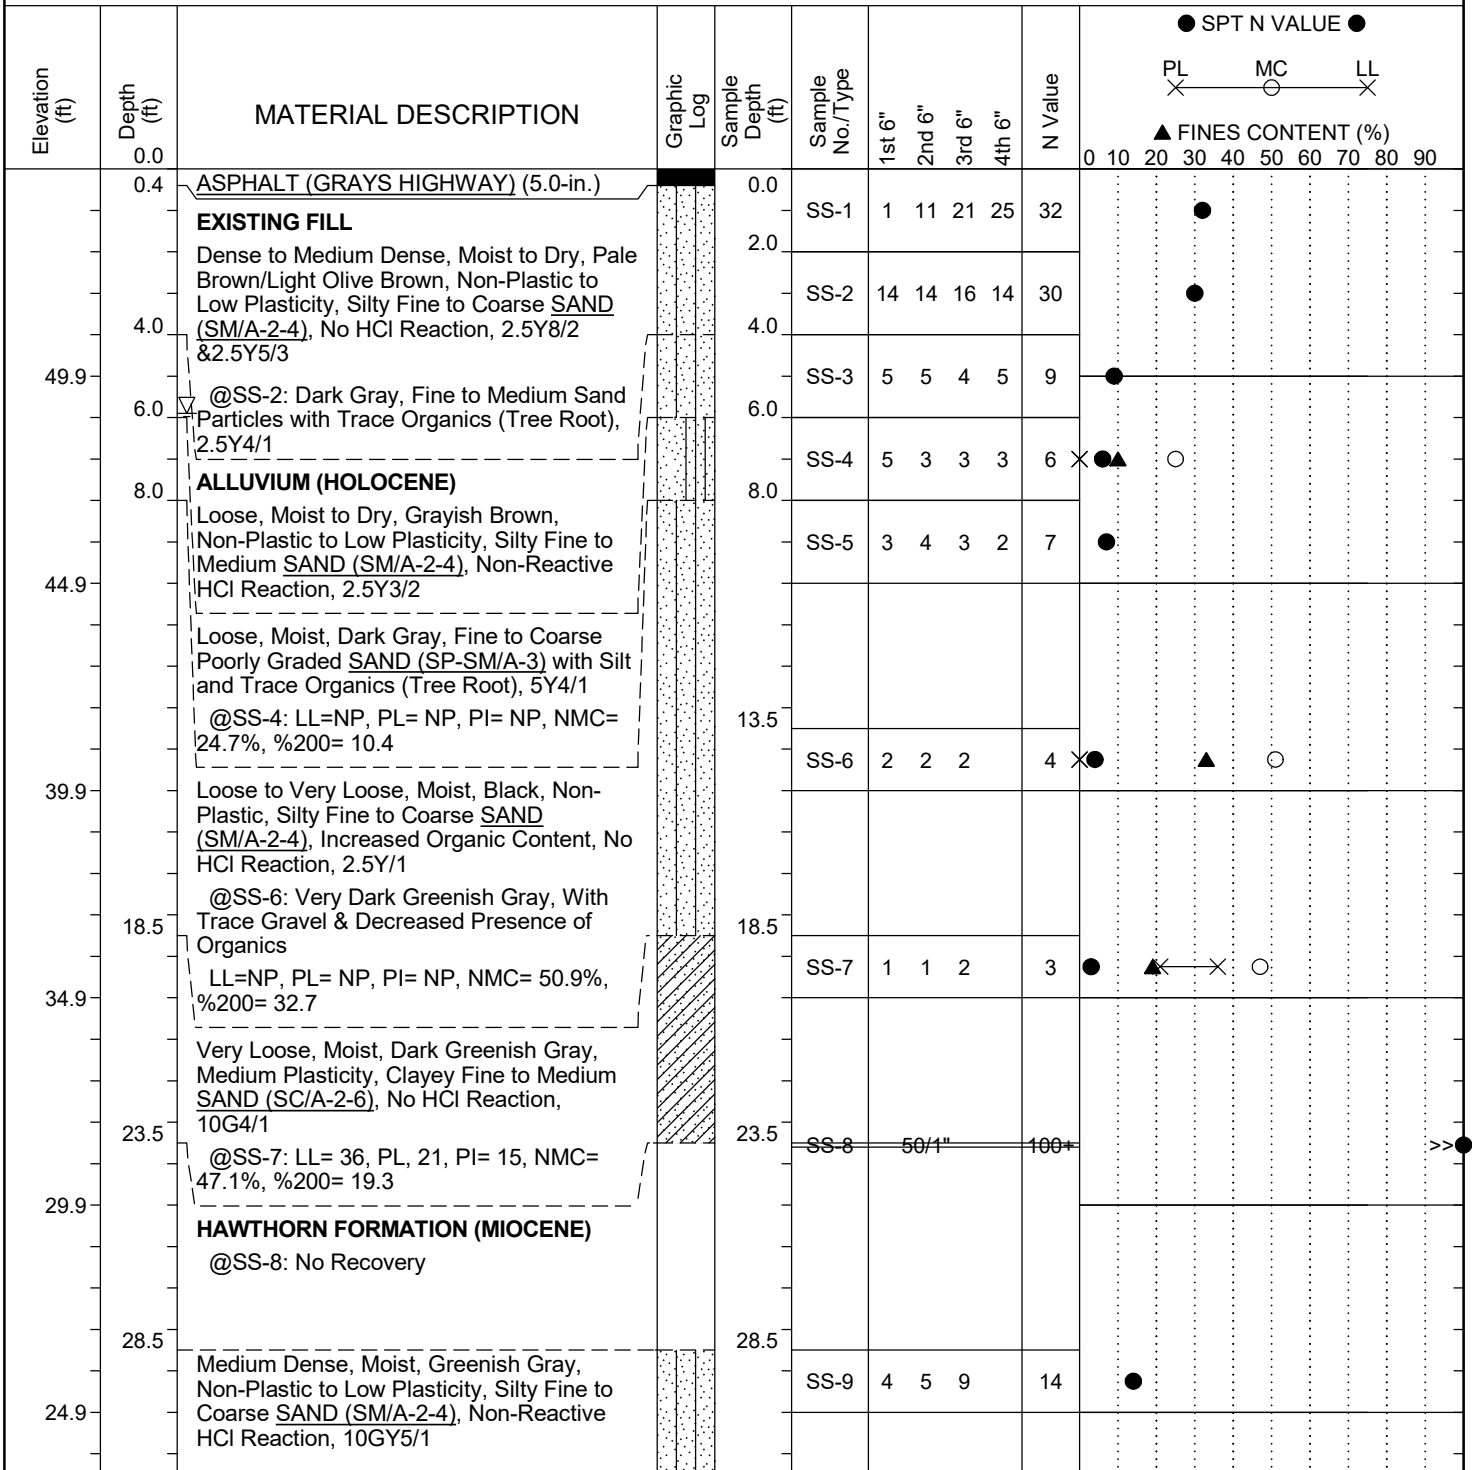 ● SPT N VALUE ●
PL MC LL
▲ FINES CONTENT (%)
0 10 20 30 40 50 60 70 80 90
Elevation (ft)
Depth (ft)
0.0
MATERIAL DESCRIPTION
Graphic Log
Sample Depth (ft)
Sample No./Type
1st 6"
2nd 6"
3rd 6"
4th 6"
N Value
0.4 ASPHALT (GRAYS HIGHWAY) (5.0-in.) 0.0
EXISTING FILL
SS-1 1 11 21 25 32
2.0
Dense to Medium Dense, Moist to Dry, Pale
Brown/Light Olive Brown, Non-Plastic to
Low Plasticity, Silty Fine to Coarse SAND
(SM/A-2-4), No HCl Reaction, 2.5Y8/2
&2.5Y5/3
SS-2 14 14 16 14 30
4.0 4.0
49.9
@SS-2: Dark Gray, Fine to Medium Sand
Particles with Trace Organics (Tree Root),
2.5Y4/1
SS-3 5 5 4 5 9
6.0 6.0
SS-4 5 3 3 3 6
ALLUVIUM (HOLOCENE)
8.0 8.0
Loose, Moist to Dry, Grayish Brown,
Non-Plastic to Low Plasticity, Silty Fine to
Medium SAND (SM/A-2-4), Non-Reactive
HCl Reaction, 2.5Y3/2
SS-5 3 4 3 2 7
44.9
Loose, Moist, Dark Gray, Fine to Coarse
Poorly Graded SAND (SP-SM/A-3) with Silt
and Trace Organics (Tree Root), 5Y4/1
@SS-4: LL=NP, PL= NP, PI= NP, NMC=
24.7%, %200= 10.4
13.5
SS-6 2 2 2 4
39.9
Loose to Very Loose, Moist, Black, Non-
Plastic, Silty Fine to Coarse SAND
(SM/A-2-4), Increased Organic Content, No
HCl Reaction, 2.5Y/1
@SS-6: Very Dark Greenish Gray, With
Trace Gravel & Decreased Presence of
Organics
18.5 18.5
LL=NP, PL= NP, PI= NP, NMC= 50.9%,
%200= 32.7
SS-7 1 1 2 3
34.9
Very Loose, Moist, Dark Greenish Gray,
Medium Plasticity, Clayey Fine to Medium
SAND (SC/A-2-6), No HCl Reaction,
10G4/1
23.5 23.5
@SS-7: LL= 36, PL, 21, PI= 15, NMC=
47.1%, %200= 19.3
SS-8 50/1" 100+ >>
29.9
HAWTHORN FORMATION (MIOCENE)
@SS-8: No Recovery
28.5 28.5
Medium Dense, Moist, Greenish Gray,
Non-Plastic to Low Plasticity, Silty Fine to
Coarse SAND (SM/A-2-4), Non-Reactive
HCl Reaction, 10GY5/1
SS-9 4 5 9 14
24.9